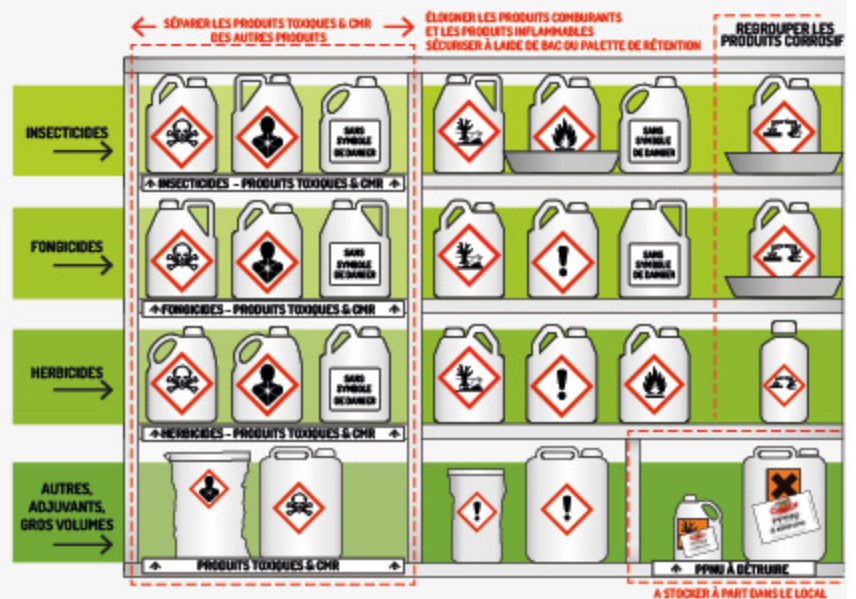 SÉPARER LES PRODUITS TOXIQUES & CMR
DES AUTRES PRODUITS
ÉLOIGNER LES PRODUITS COMBURANTS
ET LES PRODUITS INFLAMMABLES
SÉCURISER À LAIDE DE BAC OU PALETTE DE RÉTENTION
REGROUPER LES
PRODUITS CORROSIF
INSECTICIDES
SANS
SYMBOLE
DE DANGER
SANS
SYMBOLE
DE DANGER
INSECTICIDES - PRODUITS TOXIQUES & CMR
FONGICIDES
SANS
SYMBOLE
DE DANGER
SANS
SYMBOLE
DE DANGER
FONGICIDES - PRODUITS TOXIQUES & CMR
HERBICIDES
SANS
SYMBOLE
DE DANGER
HERBICIDES - PRODUITS TOXIQUES & CMR
AUTRES,
ADJUVANTS,
GROS VOLUMES
PRODUITS TOXIQUES & CMR
PPNU À DÉTRUIRE
A STOCKER À PART DANS LE LOCAL